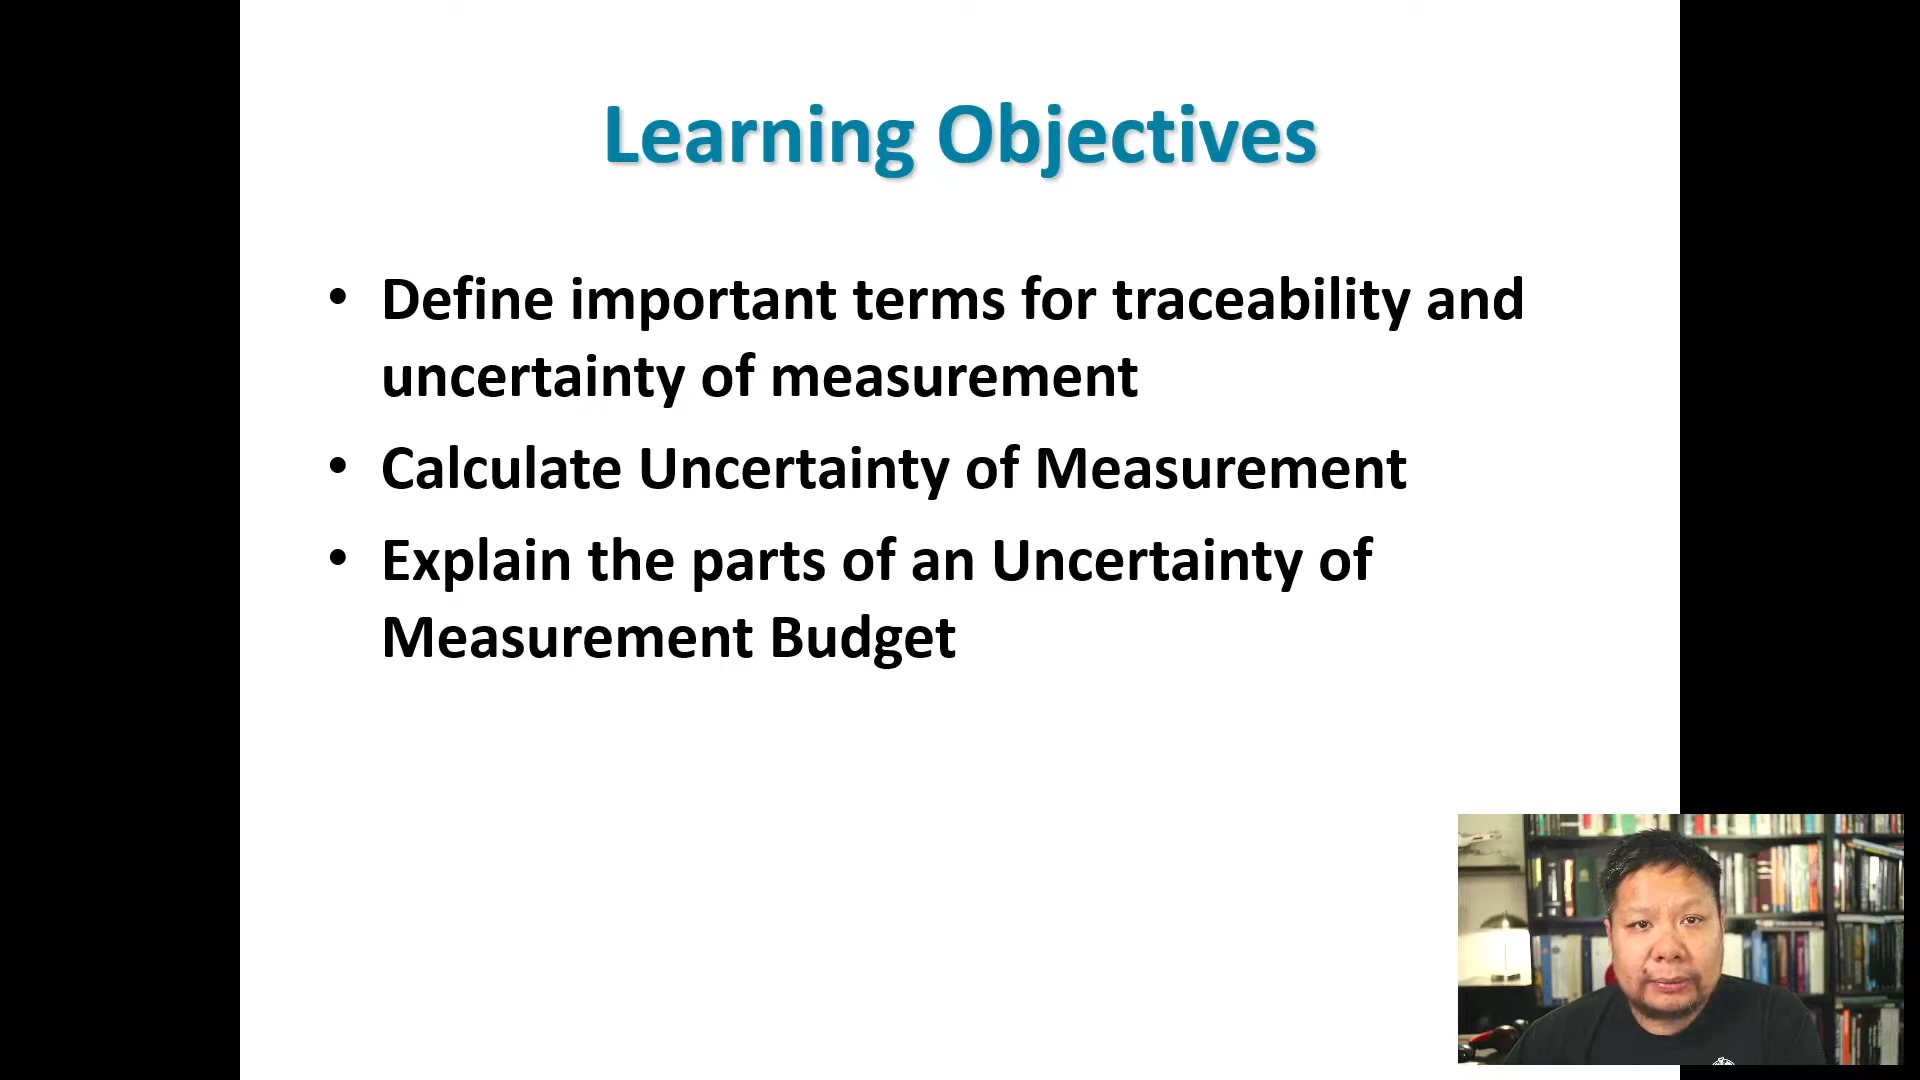 Learning Objectives
• Define important terms for traceability and
uncertainty of measurement
• Calculate Uncertainty of Measurement
• Explain the parts of an Uncertainty of
Measurement Budget